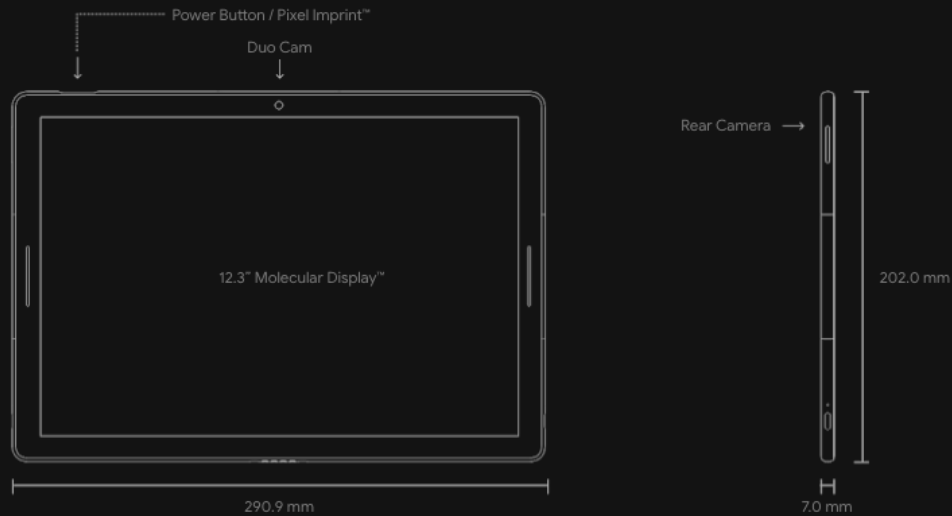 Power Button / Pixel Imprint™
Duo Cam
Rear Camera
12.3" Molecular Display™
202.0 mm
290.9 mm
7.0 mm